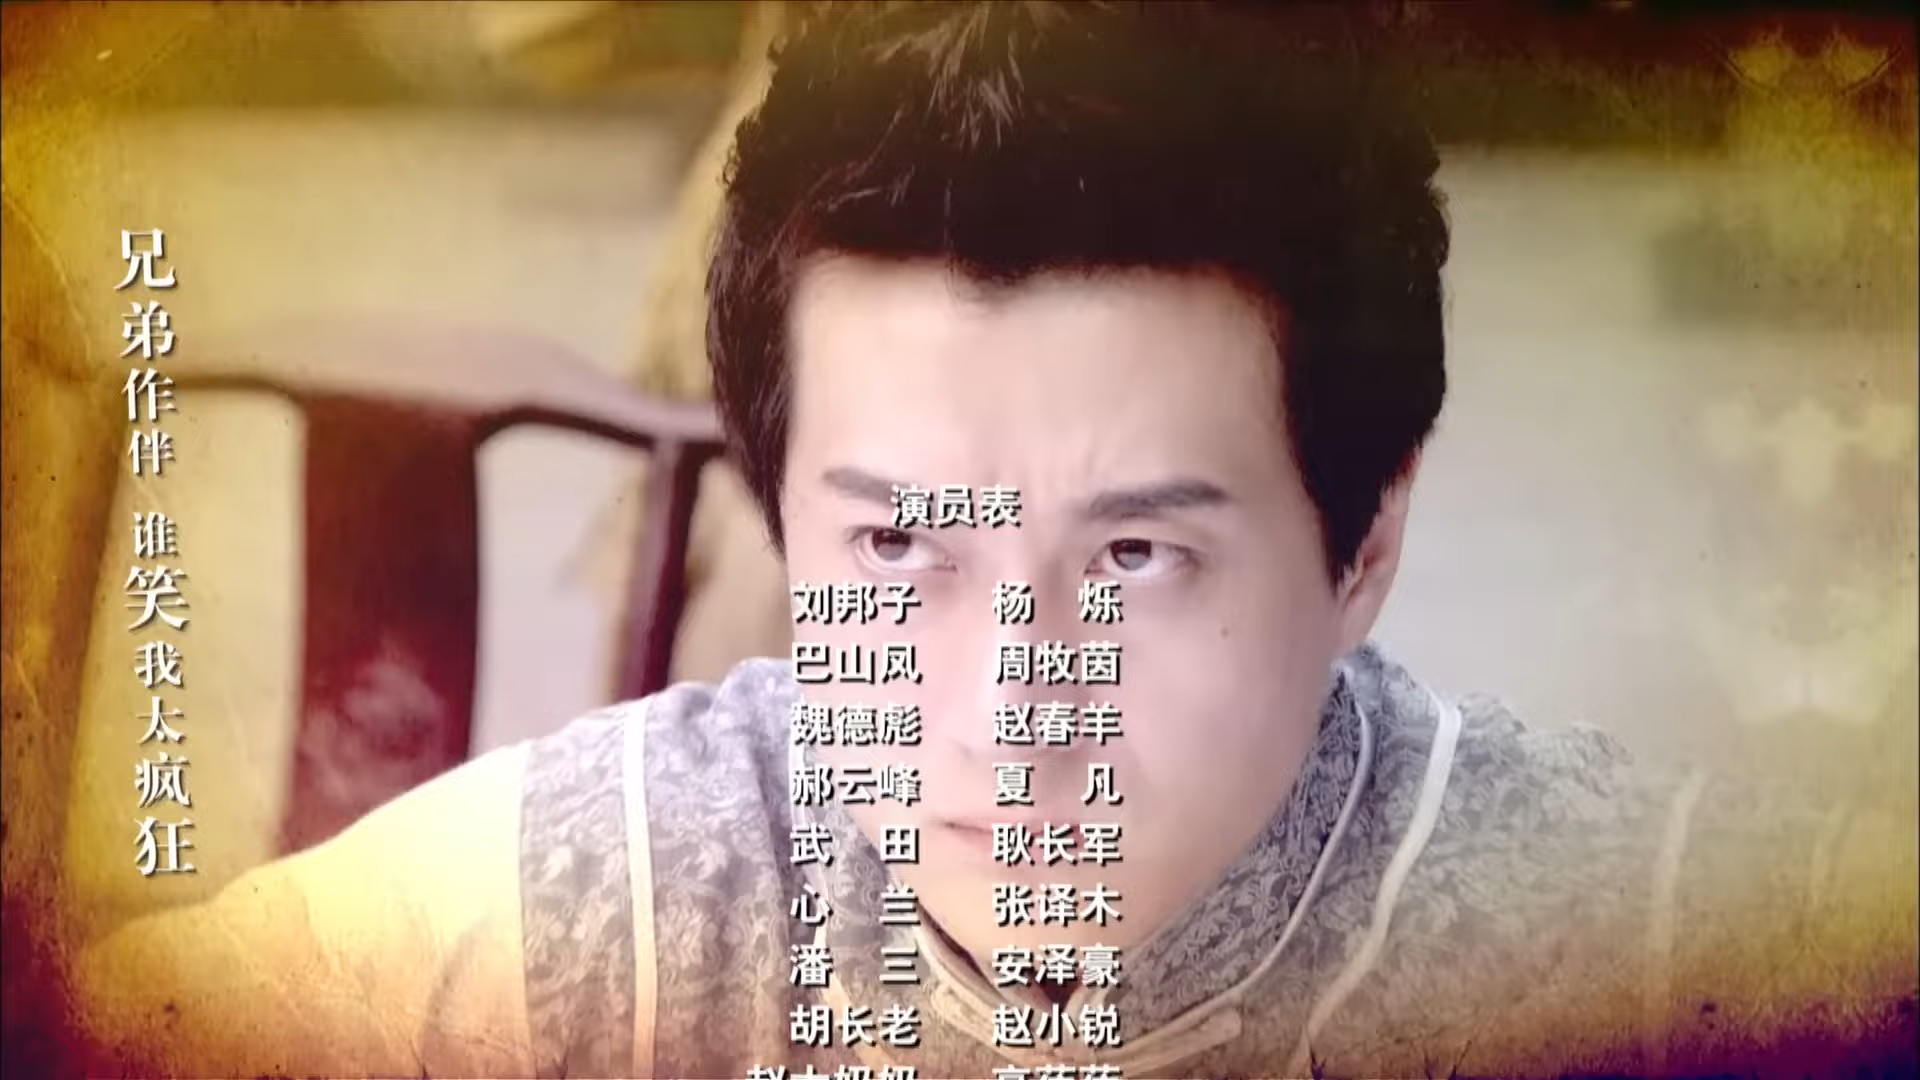 兄弟作伴 谁笑我太疯狂
演员表
刘邦子 杨烁
巴山凤 周牧茵
魏德彪 赵春羊
郝云峰 夏凡
武田 耿长军
心兰 张译木
潘三 安泽豪
胡长老 赵小锐